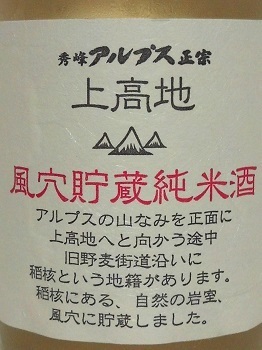 秀峰アルプス正宗
上高地
風穴貯蔵純米酒
アルプスの山なみを正面に
上高地へと向かう途中
旧野麦街道沿いに
稲核という地籍があります。
稲核にある、自然の岩室、
風穴に貯蔵しました。